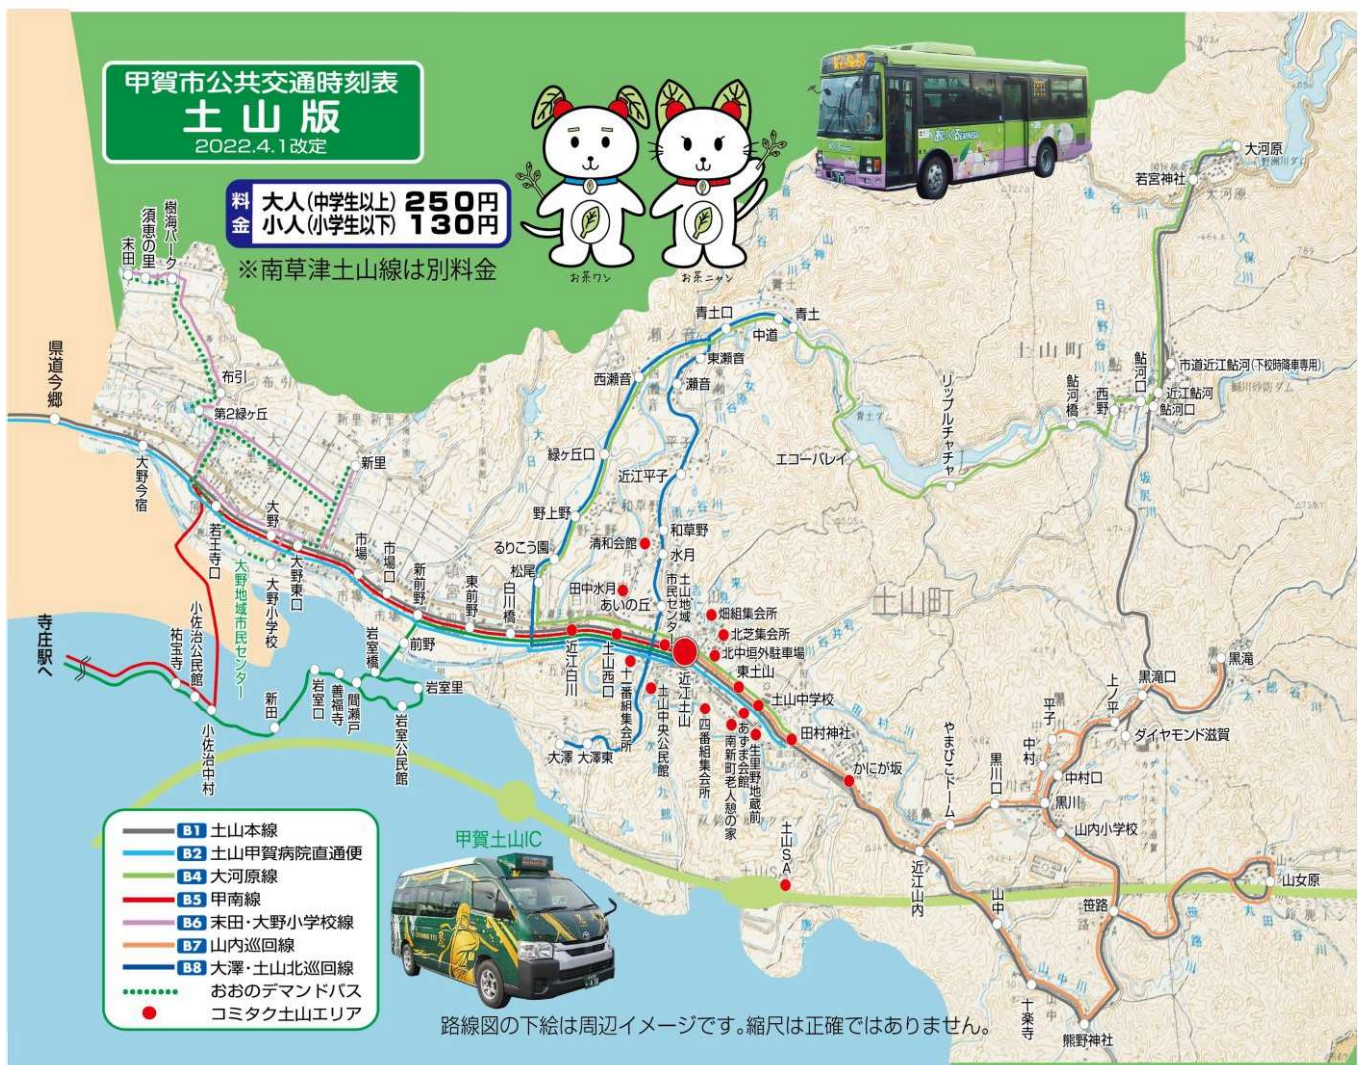 甲賀市公共交通時刻表
土山版
2022.4.1改定
料金
大人(中学生以上) 250円
小人(小学生以下) 130円
※南草津土山線は別料金
お茶ワン
お茶ニャン
大河原
若宮神社
樹海パーク
須恵の里
末田
県道今郷
布引
第2緑ヶ丘
新里
大野今宿
若王寺口
大野
大野東口
大野地域市民センター
大野小学校
市場
市場口
新前野
東前野
白川橋
松尾
るりこう園
野上野
緑ヶ丘口
西瀬音
青土口
中道
青土
東瀬音
瀬音
近江平子
和草野
水月
清和会館
田中水月
あいの丘
土山地域市民センター
エコーバレイ
リップルチャチャ
鮎河橋
西野
鮎河口
市道近江鮎河(下校時降車専用)
近江鮎河
鮎河口
土山町
土山町
畑組集会所
北芝集会所
北中垣外駐車場
東土山
土山中学校
田村神社
かにが坂
近江白川
土山西口
十一番組集会所
土山中央公民館
近江土山
四番組集会所
南新町老人憩の家
あずま会館
生里野地蔵前
大澤
大澤東
寺庄駅へ
祐宝寺
小佐治公民館
小佐治中村
新田
岩室口
善福寺
間瀬戸
岩室橋
前野
岩室里
岩室公民館
黒滝
黒滝口
上ノ平
ダイヤモンド滋賀
平子
中村
中村口
黒川
黒川口
やまびこドーム
山内小学校
近江山内
山中
笹路
山女原
十楽寺
熊野神社
土山SA
甲賀土山IC
B1 土山本線
B2 土山甲賀病院直通便
B4 大河原線
B5 甲南線
B6 末田・大野小学校線
B7 山内巡回線
B8 大澤・土山北巡回線
おおのデマンドバス
コミタク土山エリア
路線図の下絵は周辺イメージです。縮尺は正確ではありません。